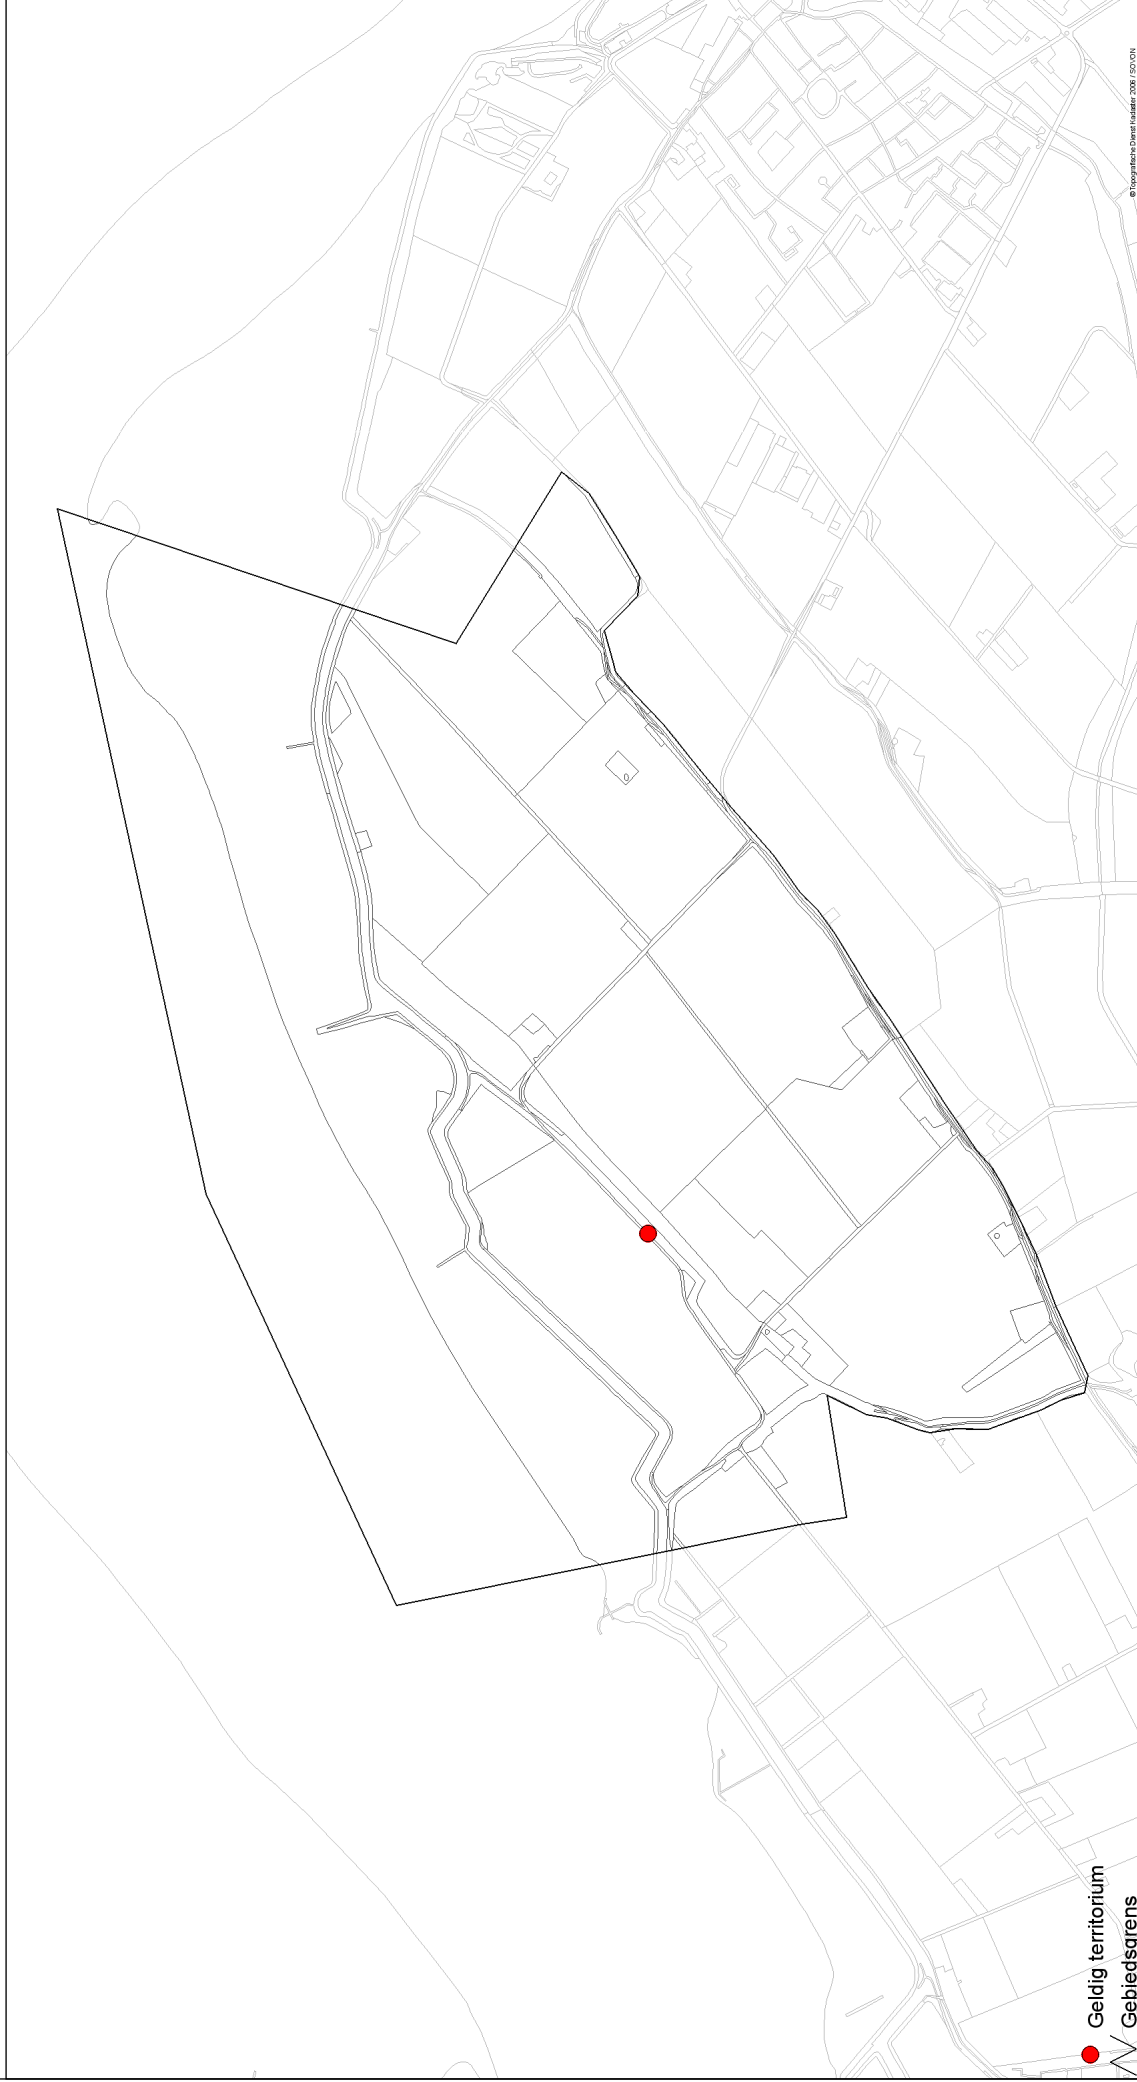 © Topografische Dienst Kadaster 2006 / SOVON
Geldig territorium
Gebiedsgrens